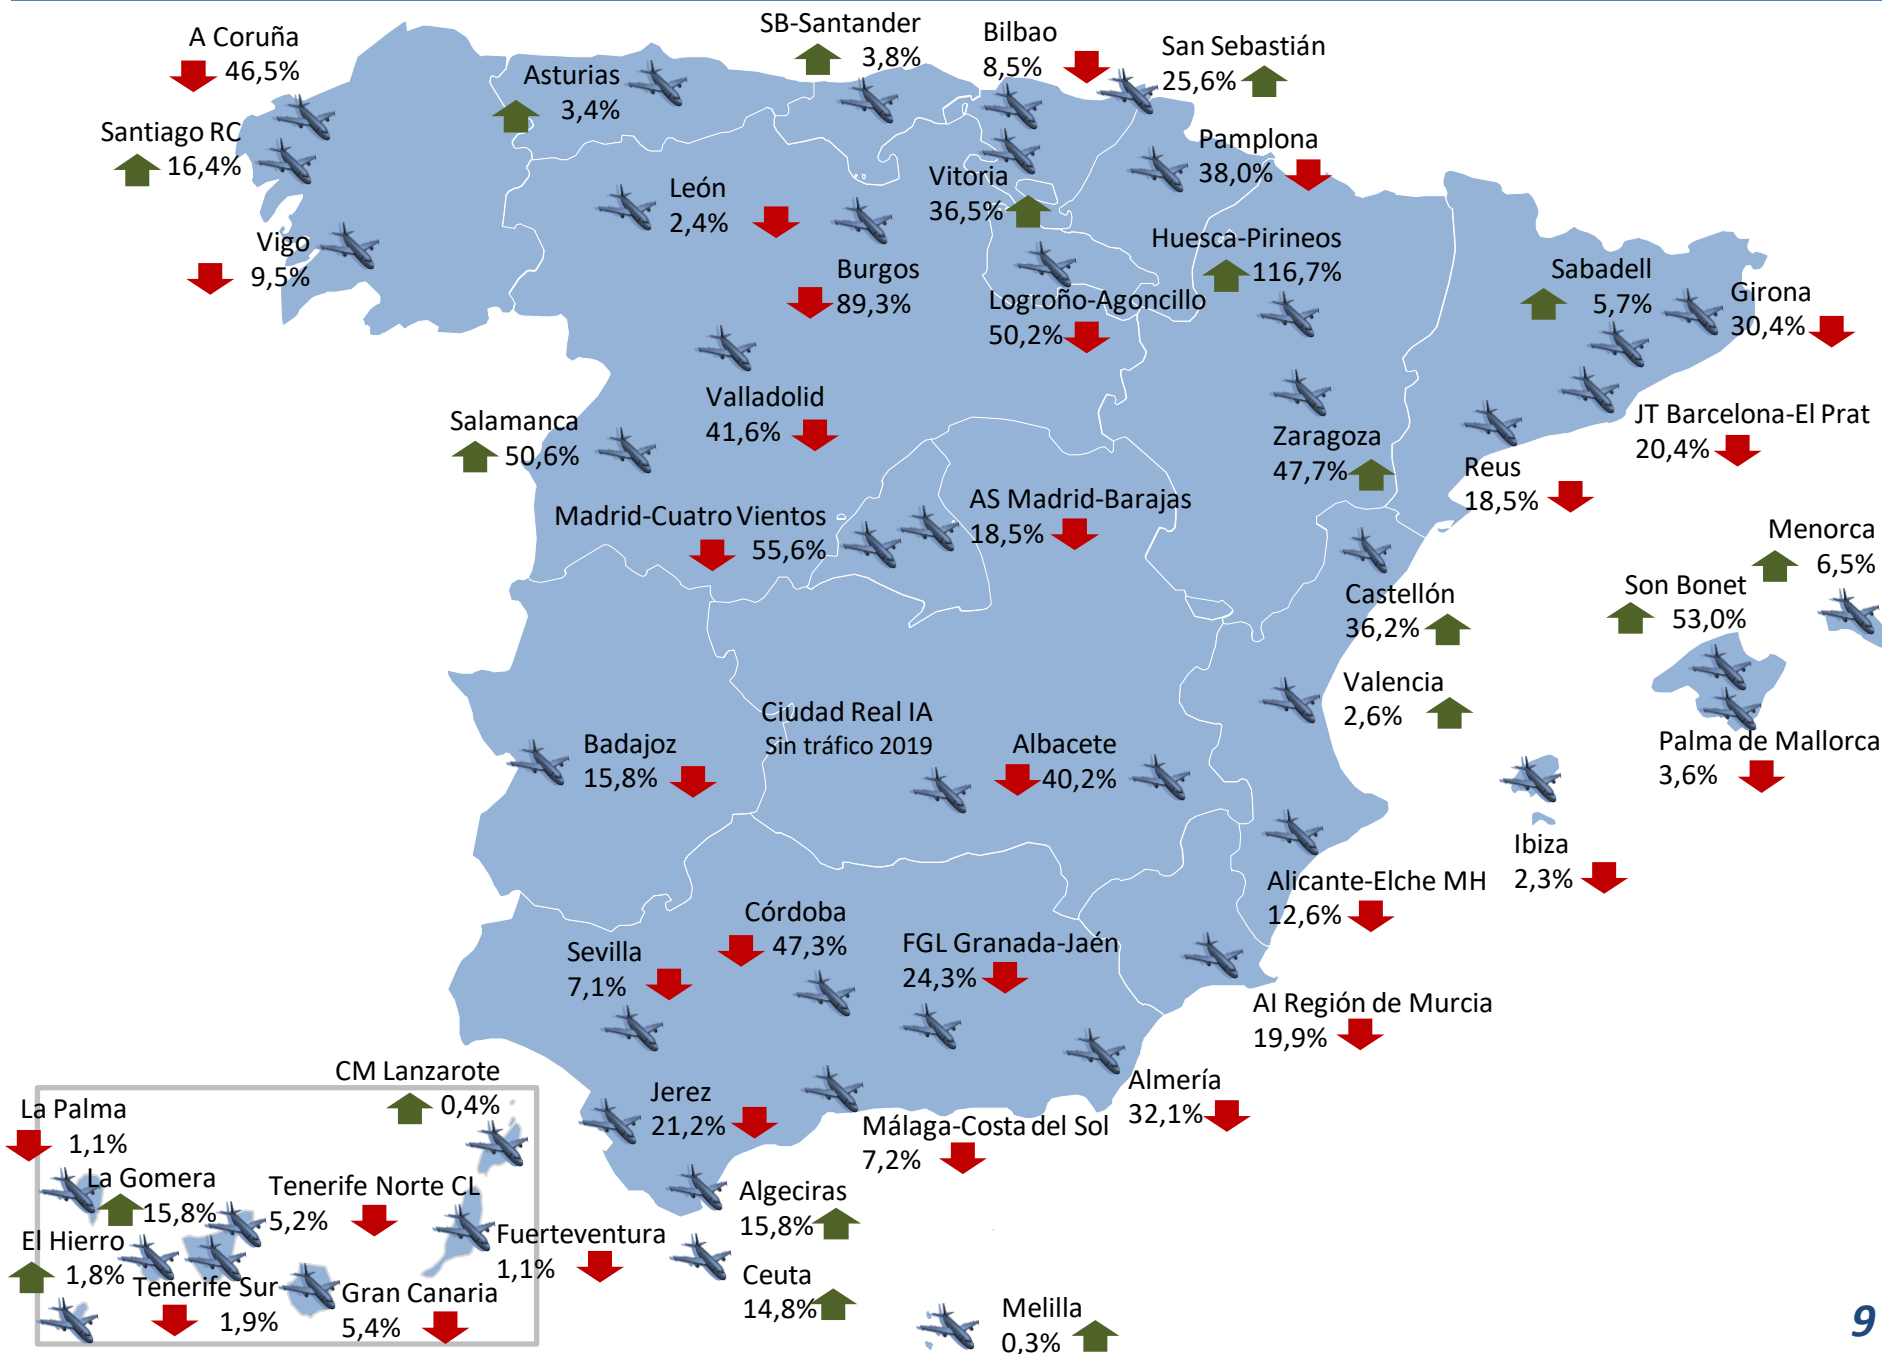 A Coruña
46,5%
SB-Santander
3,8%
Bilbao
8,5%
San Sebastián
25,6%
Asturias
3,4%
Santiago RC
16,4%
Pamplona
38,0%
León
2,4%
Vitoria
36,5%
Vigo
9,5%
Huesca-Pirineos
116,7%
Burgos
89,3%
Logroño-Agoncillo
50,2%
Sabadell
5,7%
Girona
30,4%
Valladolid
41,6%
Salamanca
50,6%
Zaragoza
47,7%
JT Barcelona-El Prat
20,4%
Reus
18,5%
Madrid-Cuatro Vientos
55,6%
AS Madrid-Barajas
18,5%
Menorca
6,5%
Son Bonet
53,0%
Castellón
36,2%
Valencia
2,6%
Ciudad Real IA
Sin tráfico 2019
Badajoz
15,8%
Albacete
40,2%
Palma de Mallorca
3,6%
Ibiza
2,3%
Alicante-Elche MH
12,6%
Córdoba
47,3%
Sevilla
7,1%
FGL Granada-Jaén
24,3%
AI Región de Murcia
19,9%
CM Lanzarote
0,4%
Jerez
21,2%
Almería
32,1%
Málaga-Costa del Sol
7,2%
La Palma
1,1%
La Gomera
15,8%
Tenerife Norte CL
5,2%
Algeciras
15,8%
El Hierro
1,8%
Fuerteventura
1,1%
Tenerife Sur
1,9%
Gran Canaria
5,4%
Ceuta
14,8%
Melilla
0,3%
9